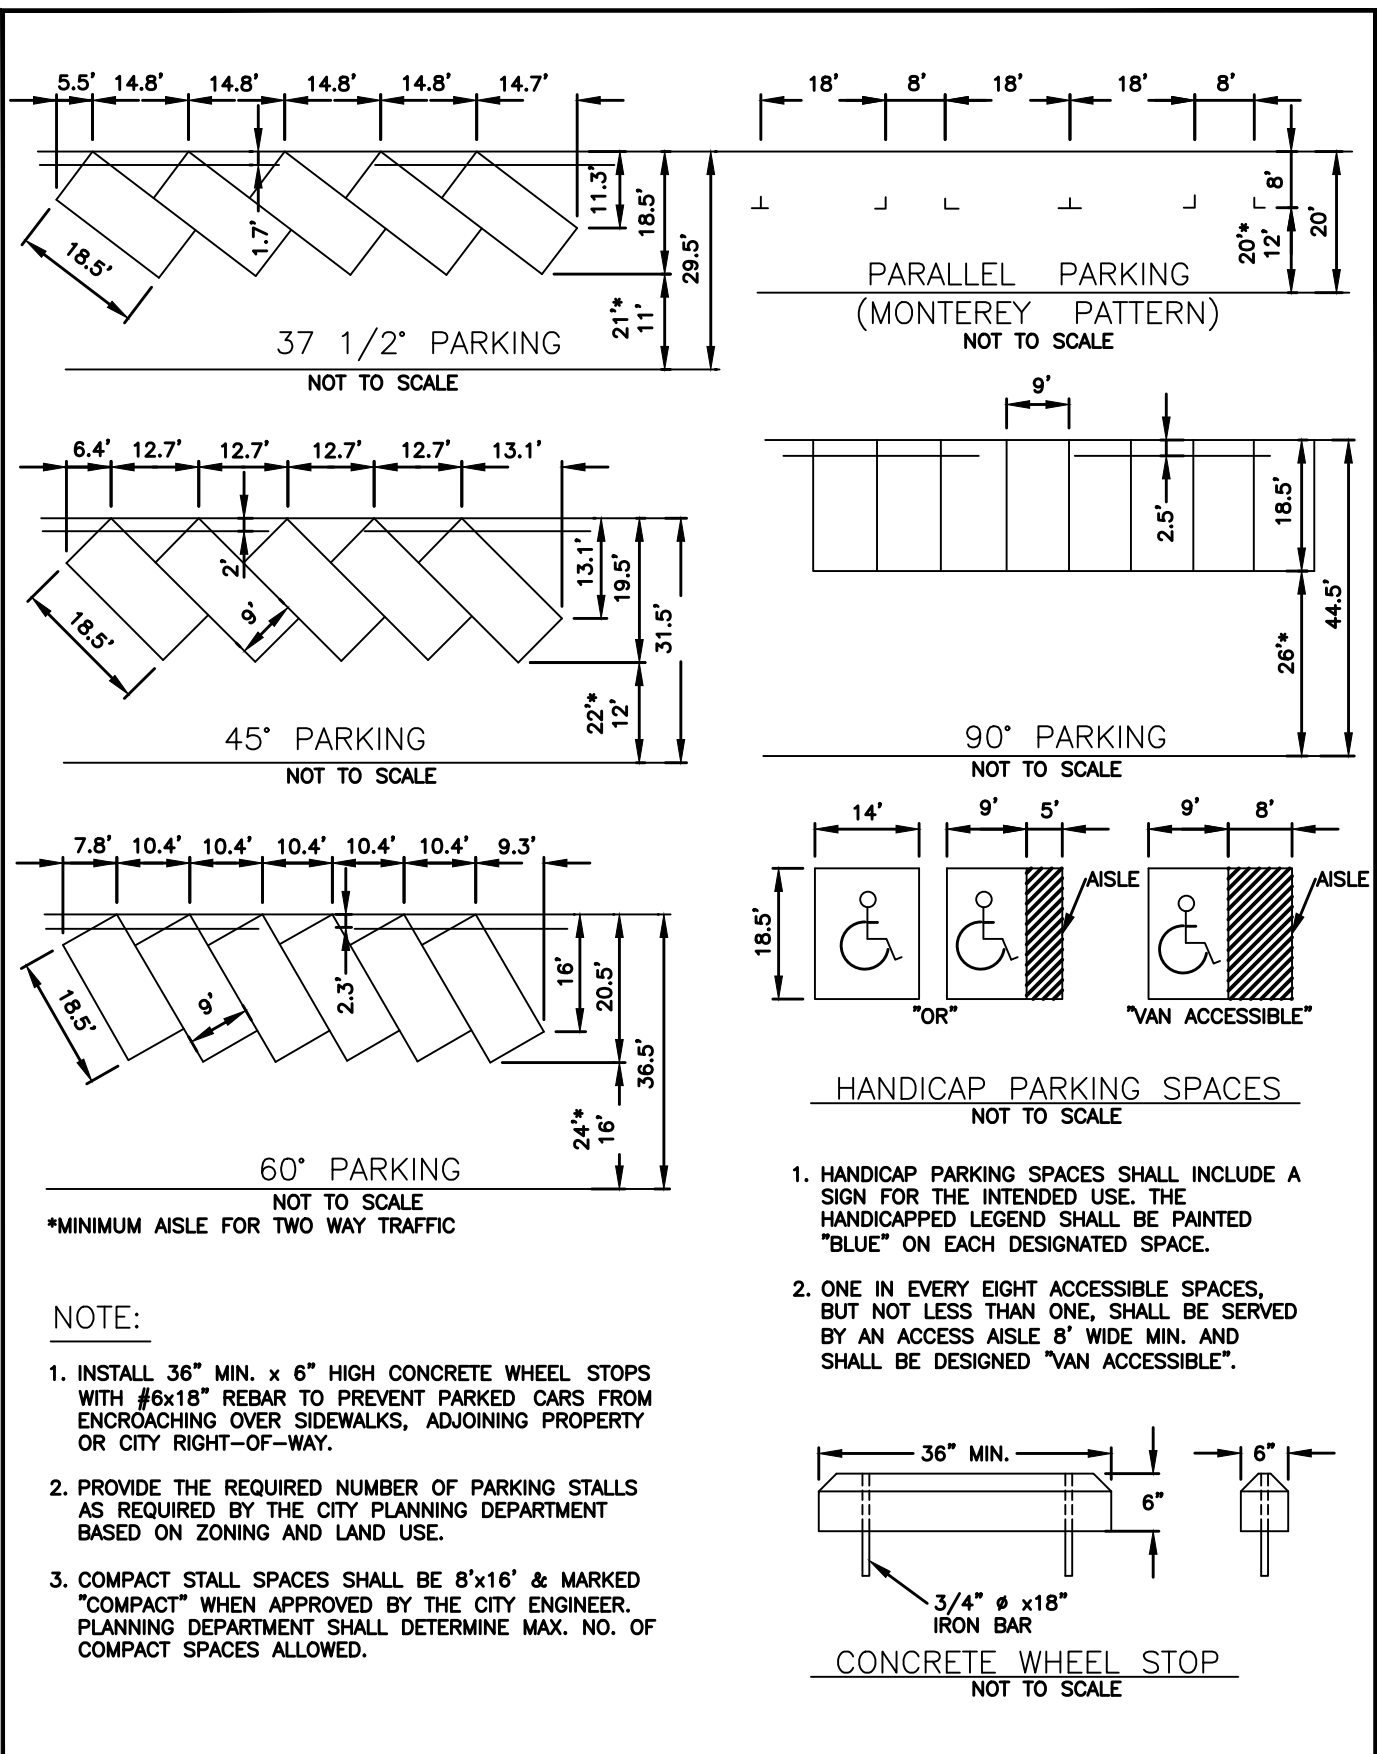 5.5' 14.8' 14.8' 14.8' 14.8' 14.7'
1.7'
11.3'
18.5'
29.5'
18.5'
21'*
11'
37 1/2° PARKING
NOT TO SCALE
18' 8' 18' 18' 8'
8'
20'
20'*
12'
PARALLEL PARKING
(MONTEREY PATTERN)
NOT TO SCALE
6.4' 12.7' 12.7' 12.7' 12.7' 13.1'
2'
13.1'
19.5'
31.5'
9'
18.5'
22'*
12'
45° PARKING
NOT TO SCALE
9'
2.5'
18.5'
44.5'
26'*
90° PARKING
NOT TO SCALE
7.8' 10.4' 10.4' 10.4' 10.4' 10.4' 9.3'
2.3'
16'
20.5'
36.5'
9'
18.5'
24'*
16'
60° PARKING
NOT TO SCALE
*MINIMUM AISLE FOR TWO WAY TRAFFIC
14' 9' 5' 9' 8'
AISLE
AISLE
18.5'
"OR"
"VAN ACCESSIBLE"
HANDICAP PARKING SPACES
NOT TO SCALE
1. HANDICAP PARKING SPACES SHALL INCLUDE A
SIGN FOR THE INTENDED USE. THE
HANDICAPPED LEGEND SHALL BE PAINTED
"BLUE" ON EACH DESIGNATED SPACE.
2. ONE IN EVERY EIGHT ACCESSIBLE SPACES,
BUT NOT LESS THAN ONE, SHALL BE SERVED
BY AN ACCESS AISLE 8' WIDE MIN. AND
SHALL BE DESIGNED "VAN ACCESSIBLE".
NOTE:
1. INSTALL 36" MIN. x 6" HIGH CONCRETE WHEEL STOPS
WITH #6x18" REBAR TO PREVENT PARKED CARS FROM
ENCROACHING OVER SIDEWALKS, ADJOINING PROPERTY
OR CITY RIGHT-OF-WAY.
2. PROVIDE THE REQUIRED NUMBER OF PARKING STALLS
AS REQUIRED BY THE CITY PLANNING DEPARTMENT
BASED ON ZONING AND LAND USE.
3. COMPACT STALL SPACES SHALL BE 8'x16' & MARKED
"COMPACT" WHEN APPROVED BY THE CITY ENGINEER.
PLANNING DEPARTMENT SHALL DETERMINE MAX. NO. OF
COMPACT SPACES ALLOWED.
36" MIN.
6"
6"
3/4" ø x18"
IRON BAR
CONCRETE WHEEL STOP
NOT TO SCALE